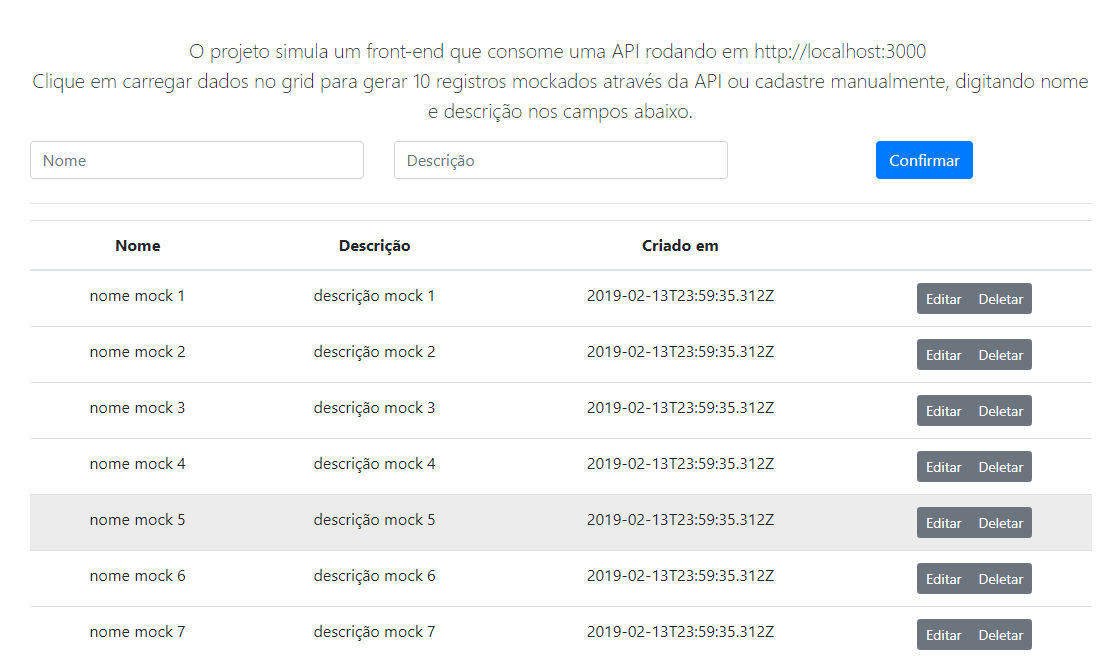 O projeto simula um front-end que consome uma API rodando em http://localhost:3000
Clique em carregar dados no grid para gerar 10 registros mockados através da API ou cadastre manualmente, digitando nome
e descrição nos campos abaixo.
Nome Descrição Confirmar
Nome Descrição Criado em
nome mock 1 descrição mock 1 2019-02-13T23:59:35.312Z Editar Deletar
nome mock 2 descrição mock 2 2019-02-13T23:59:35.312Z Editar Deletar
nome mock 3 descrição mock 3 2019-02-13T23:59:35.312Z Editar Deletar
nome mock 4 descrição mock 4 2019-02-13T23:59:35.312Z Editar Deletar
nome mock 5 descrição mock 5 2019-02-13T23:59:35.312Z Editar Deletar
nome mock 6 descrição mock 6 2019-02-13T23:59:35.312Z Editar Deletar
nome mock 7 descrição mock 7 2019-02-13T23:59:35.312Z Editar Deletar